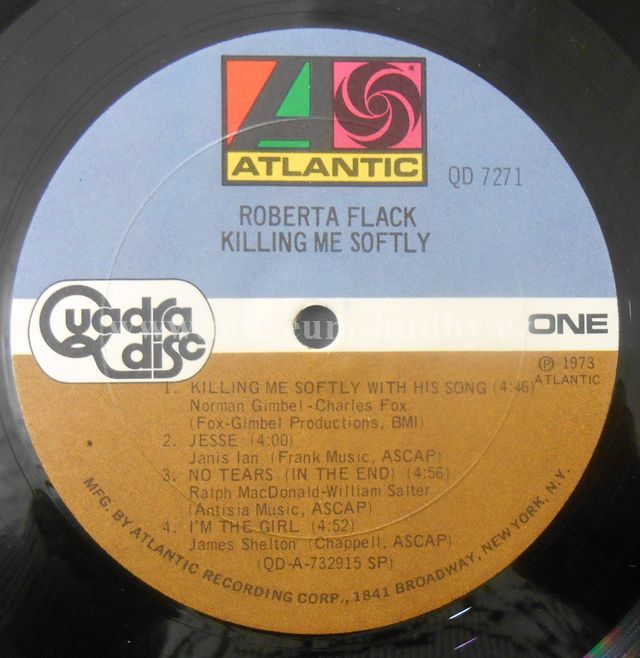 ATLANTIC
QD 7271
ROBERTA FLACK
KILLING ME SOFTLY
Quadra
disc
ONE
℗ 1973
ATLANTIC
1. KILLING ME SOFTLY WITH HIS SONG (4:46)
Norman Gimbel-Charles Fox
(Fox-Gimbel Productions, BMI)
2. JESSE (4:00)
Janis Ian (Frank Music, ASCAP)
3. NO TEARS (IN THE END) (4:56)
Ralph MacDonald-William Salter
(Antisia Music, ASCAP)
4. I'M THE GIRL (4:52)
James Shelton (Chappell, ASCAP)
(QD-A-732915 SP)
MFG. BY ATLANTIC RECORDING CORP., 1841 BROADWAY, NEW YORK, N.Y.